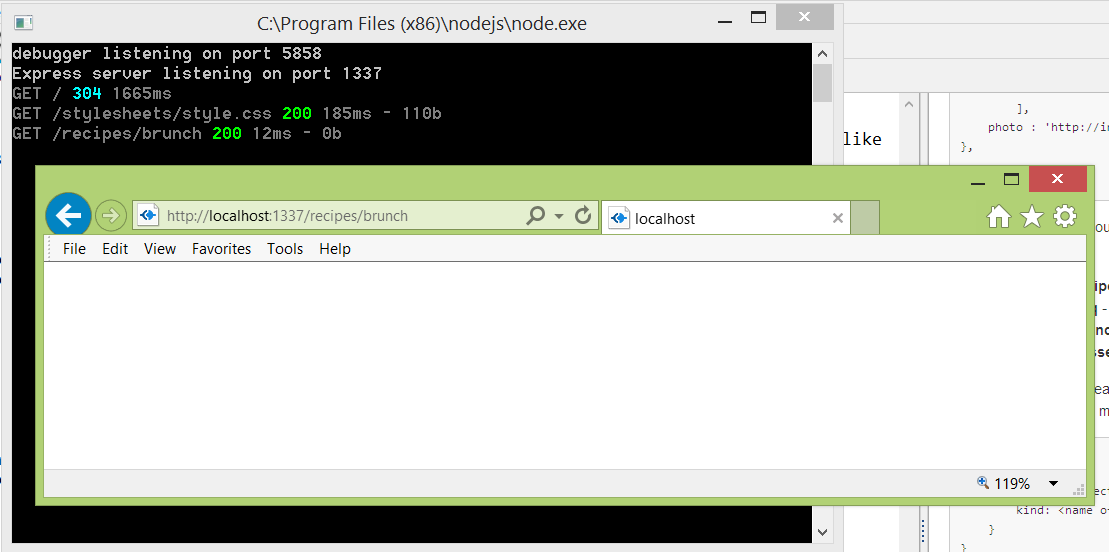 C:\Program Files (x86)\nodejs\node.exe
debugger listening on port 5858
Express server listening on port 1337
GET / 304 1665ms
GET /stylesheets/style.css 200 185ms - 110b
GET /recipes/brunch 200 12ms - 0b
like
],
photo : 'http://i
},
http://localhost:1337/recipes/brunch
localhost
File Edit View Favorites Tools Help
119%
kind: <name o
}
}